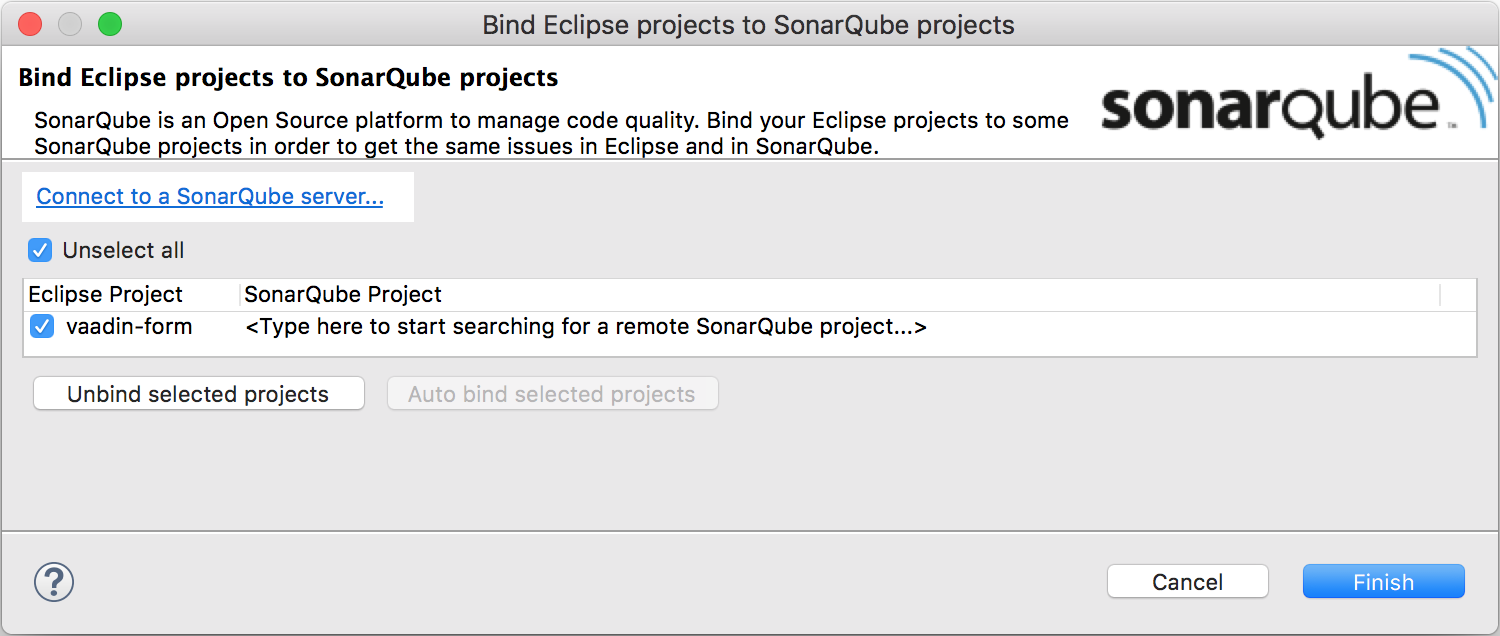 Bind Eclipse projects to SonarQube projects
Bind Eclipse projects to SonarQube projects
SonarQube is an Open Source platform to manage code quality. Bind your Eclipse projects to some
SonarQube projects in order to get the same issues in Eclipse and in SonarQube.
sonarqube™
Connect to a SonarQube server...
Unselect all
Eclipse Project SonarQube Project
vaadin-form <Type here to start searching for a remote SonarQube project...>
Unbind selected projects Auto bind selected projects
?
Cancel Finish